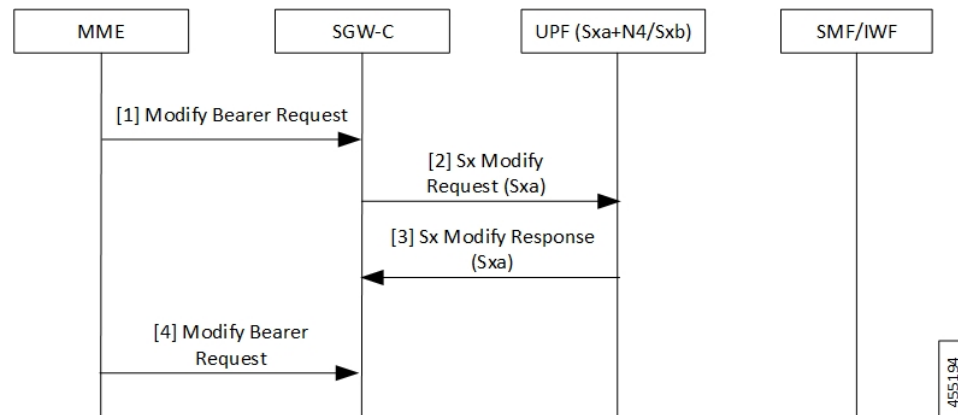 MME
SGW-C
UPF (Sxa+N4/Sxb)
SMF/IWF
[1] Modify Bearer Request
[2] Sx Modify
Request (Sxa)
[3] Sx Modify Response
(Sxa)
[4] Modify Bearer
Request
455194